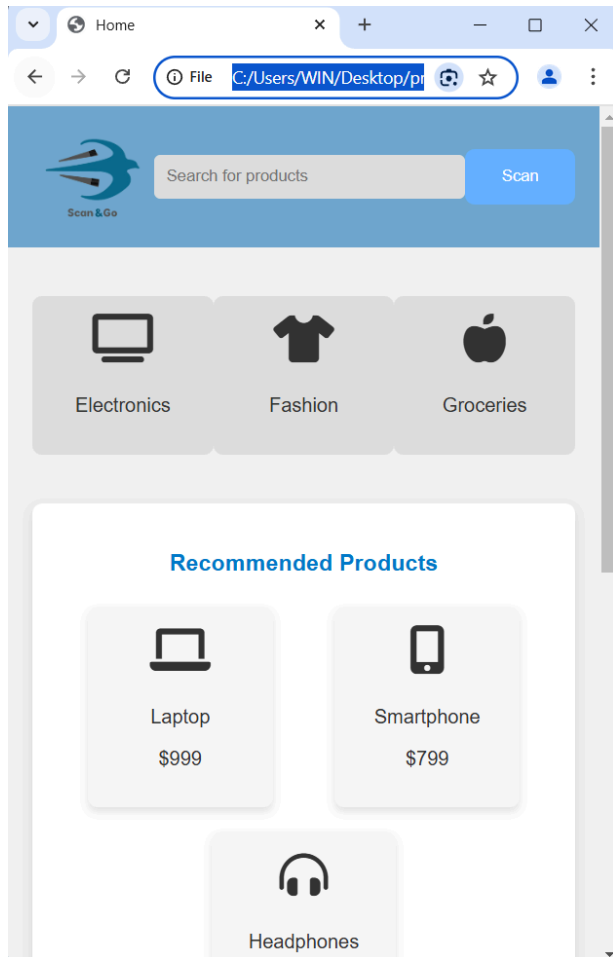 Home
File C:/Users/WIN/Desktop/pr
Search for products
Scan
Scan&Go
Electronics Fashion Groceries
Recommended Products
Laptop Smartphone
$999 $799
Headphones